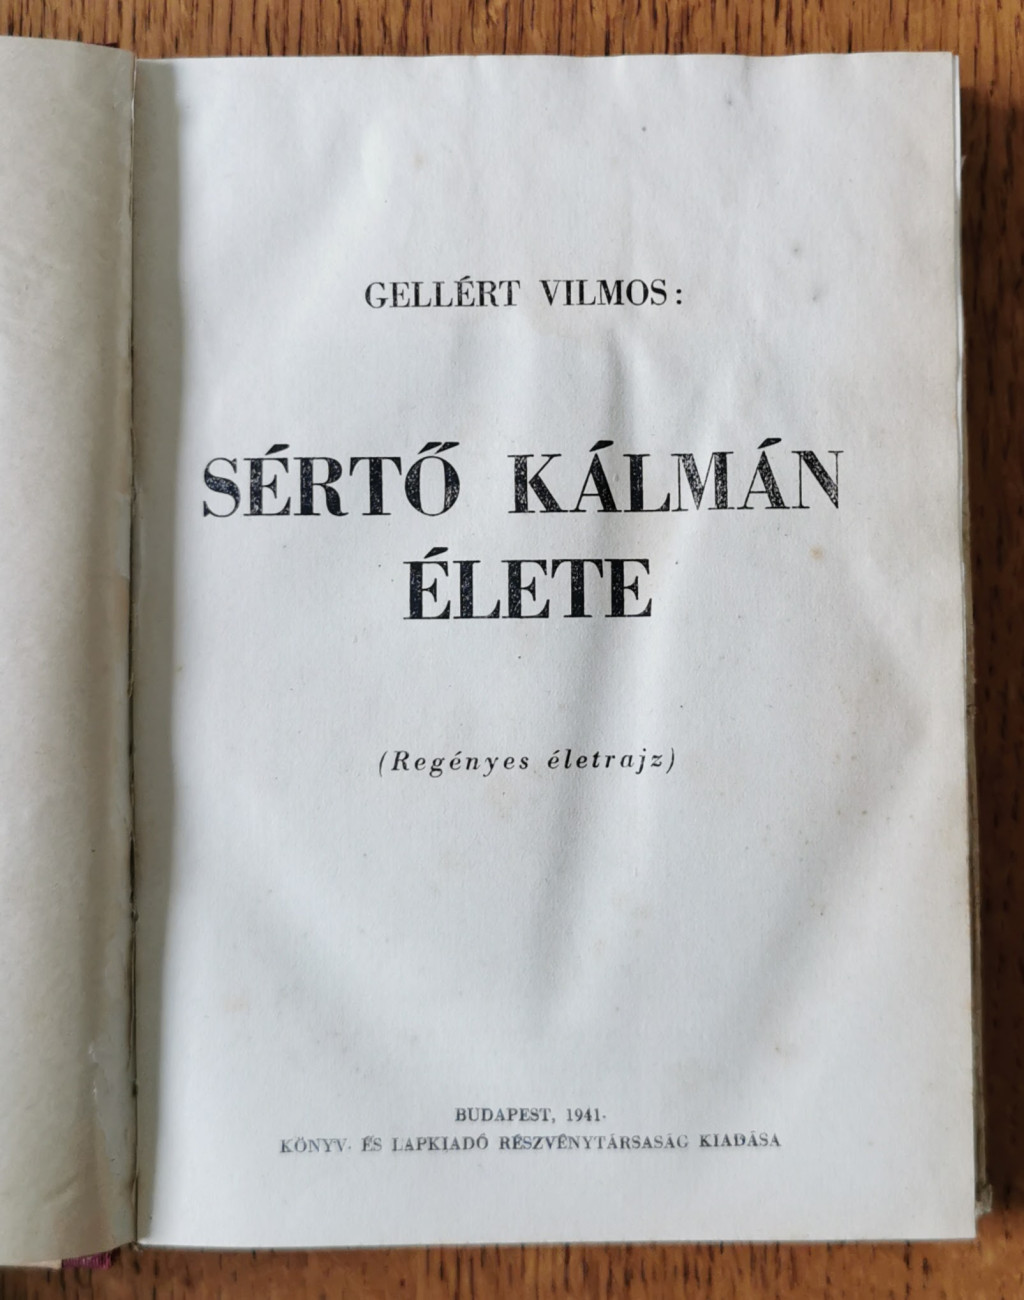 GELLÉRT VILMOS:
SÉRTŐ KÁLMÁN
ÉLETE
(Regényes életrajz)
BUDAPEST, 1941.
KÖNYV- ÉS LAPKIADÓ RÉSZVÉNYTÁRSASÁG KIADÁSA